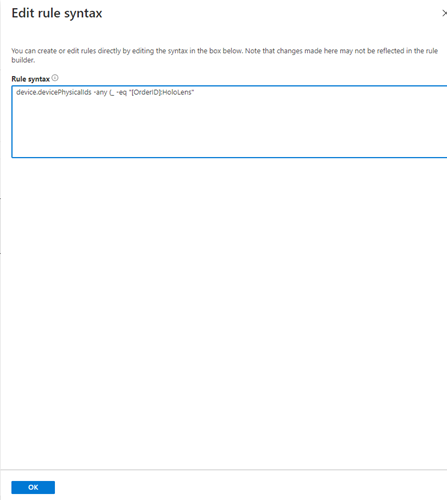 Edit rule syntax
You can create or edit rules directly by editing the syntax in the box below. Note that changes made here may not be reflected in the rule
builder.
Rule syntax
device.devicePhysicalIds -any (_ -eq "[OrderID]:HoloLens"
OK